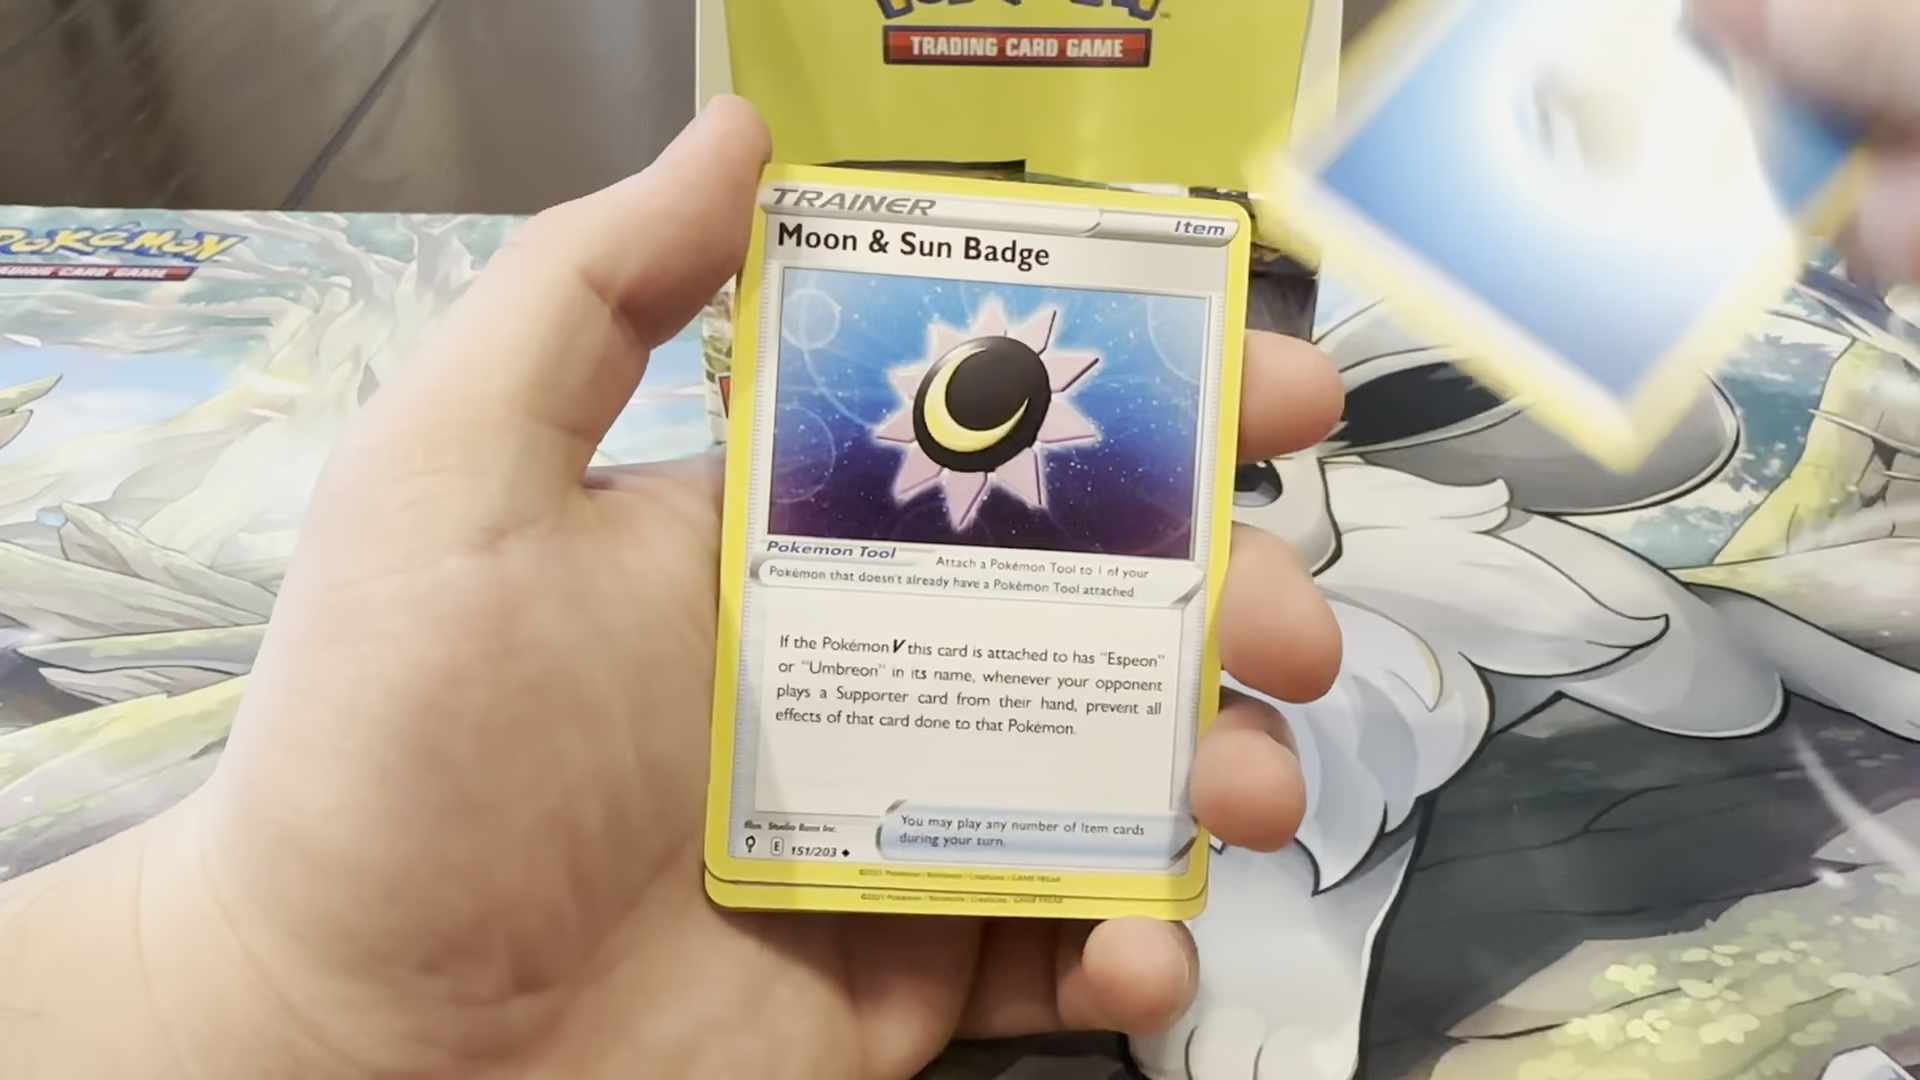 TRADING CARD GAME
POKéMON
TRADING CARD GAME
TRAINER
Item
Moon & Sun Badge
Pokémon Tool
Attach a Pokémon Tool to 1 of your
Pokémon that doesn't already have a Pokémon Tool attached.
If the Pokémon V this card is attached to has "Espeon"
or "Umbreon" in its name, whenever your opponent
plays a Supporter card from their hand, prevent all
effects of that card done to that Pokémon.
You may play any number of Item cards
during your turn.
Illus. Studio Bora Inc.
E 151/203
©2021 Pokémon / Nintendo / Creatures / GAME FREAK
©2021 Pokémon / Nintendo / Creatures / GAME FREAK